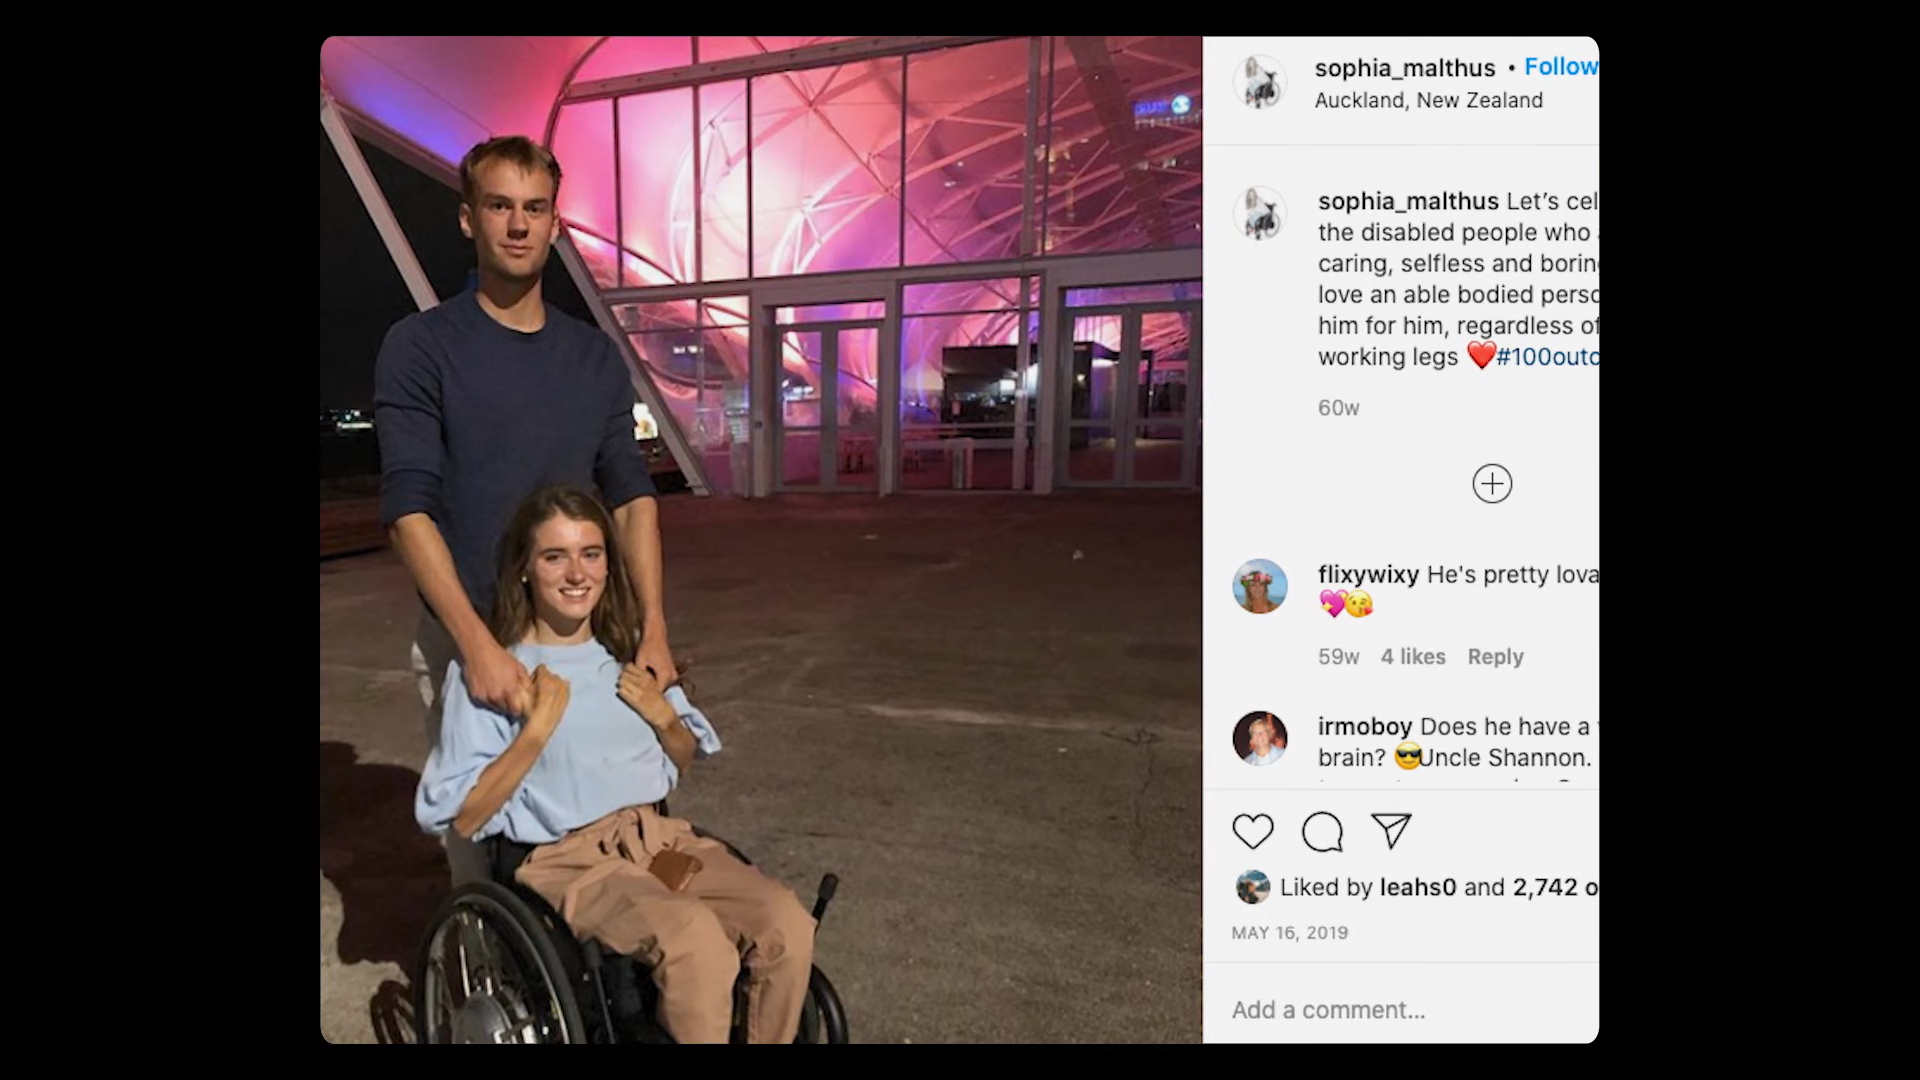 sophia_malthus • Follow
Auckland, New Zealand
sophia_malthus Let’s cel
the disabled people who
caring, selfless and boring
love an able bodied perso
him for him, regardless of
working legs ❤️#100outo
60w
flixywixy He's pretty lova
💖😘
59w 4 likes Reply
irmoboy Does he have a
brain? 😎Uncle Shannon.
Liked by leahs0 and 2,742 o
MAY 16, 2019
Add a comment...